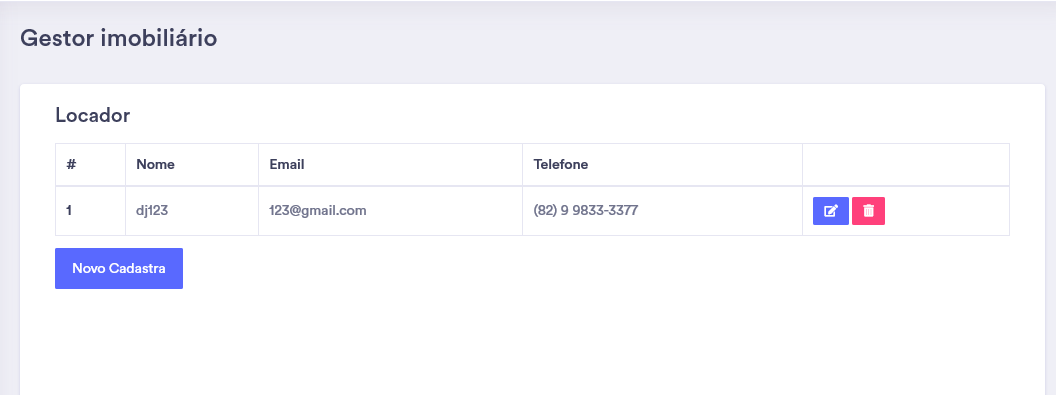 Gestor imobiliário
Locador
# Nome Email Telefone
1 dj123 123@gmail.com (82) 9 9833-3377
Novo Cadastra